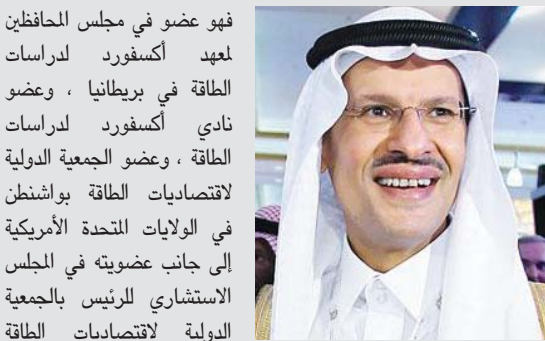 فهو عضو في مجلس المحافظين
لمعهد أكسفورد لدراسات
الطاقة في بريطانيا ، وعضو
نادي أكسفورد لدراسات
الطاقة ، وعضو الجمعية الدولية
لاقتصاديات الطاقة بواشنطن
في الولايات المتحدة الأمريكية
إلى جانب عضويته في المجلس
الاستشاري للرئيس بالجمعية
الدولية لاقتصاديات الطاقة